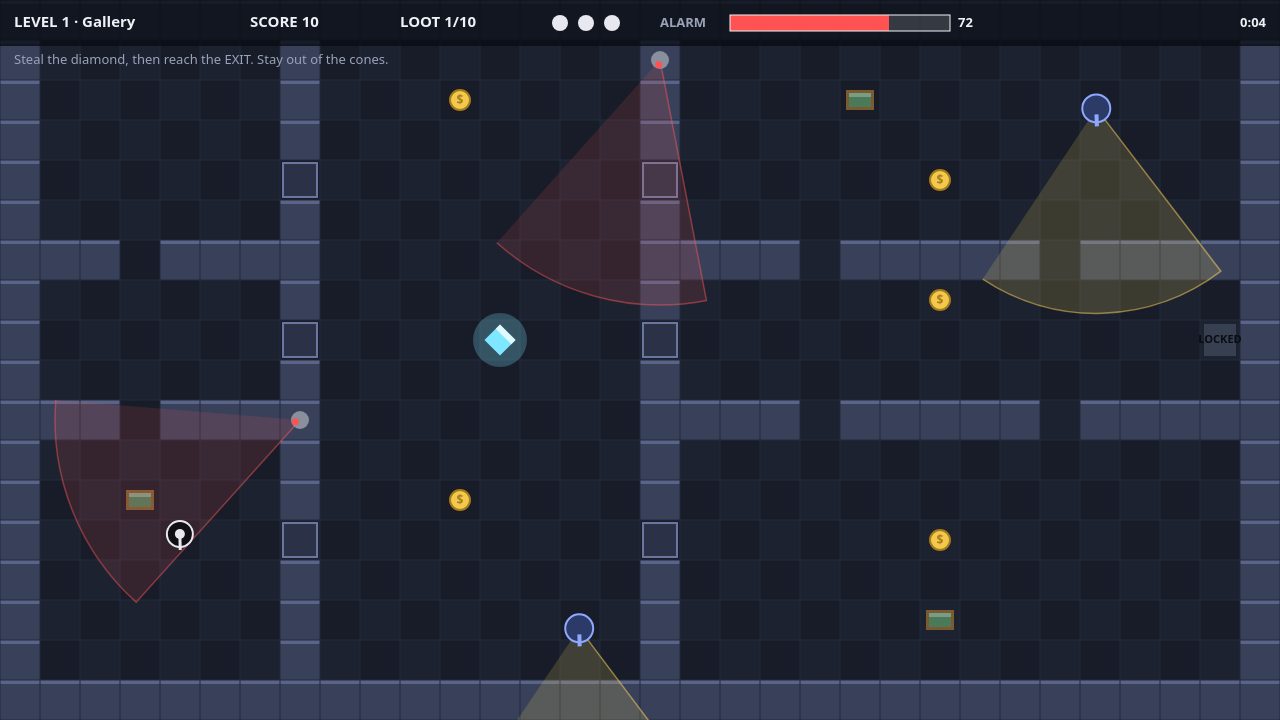 LEVEL 1 · Gallery SCORE 10 LOOT 1/10 ALARM 72 0:04
Steal the diamond, then reach the EXIT. Stay out of the cones.
$
$
$
LOCKED
$
$